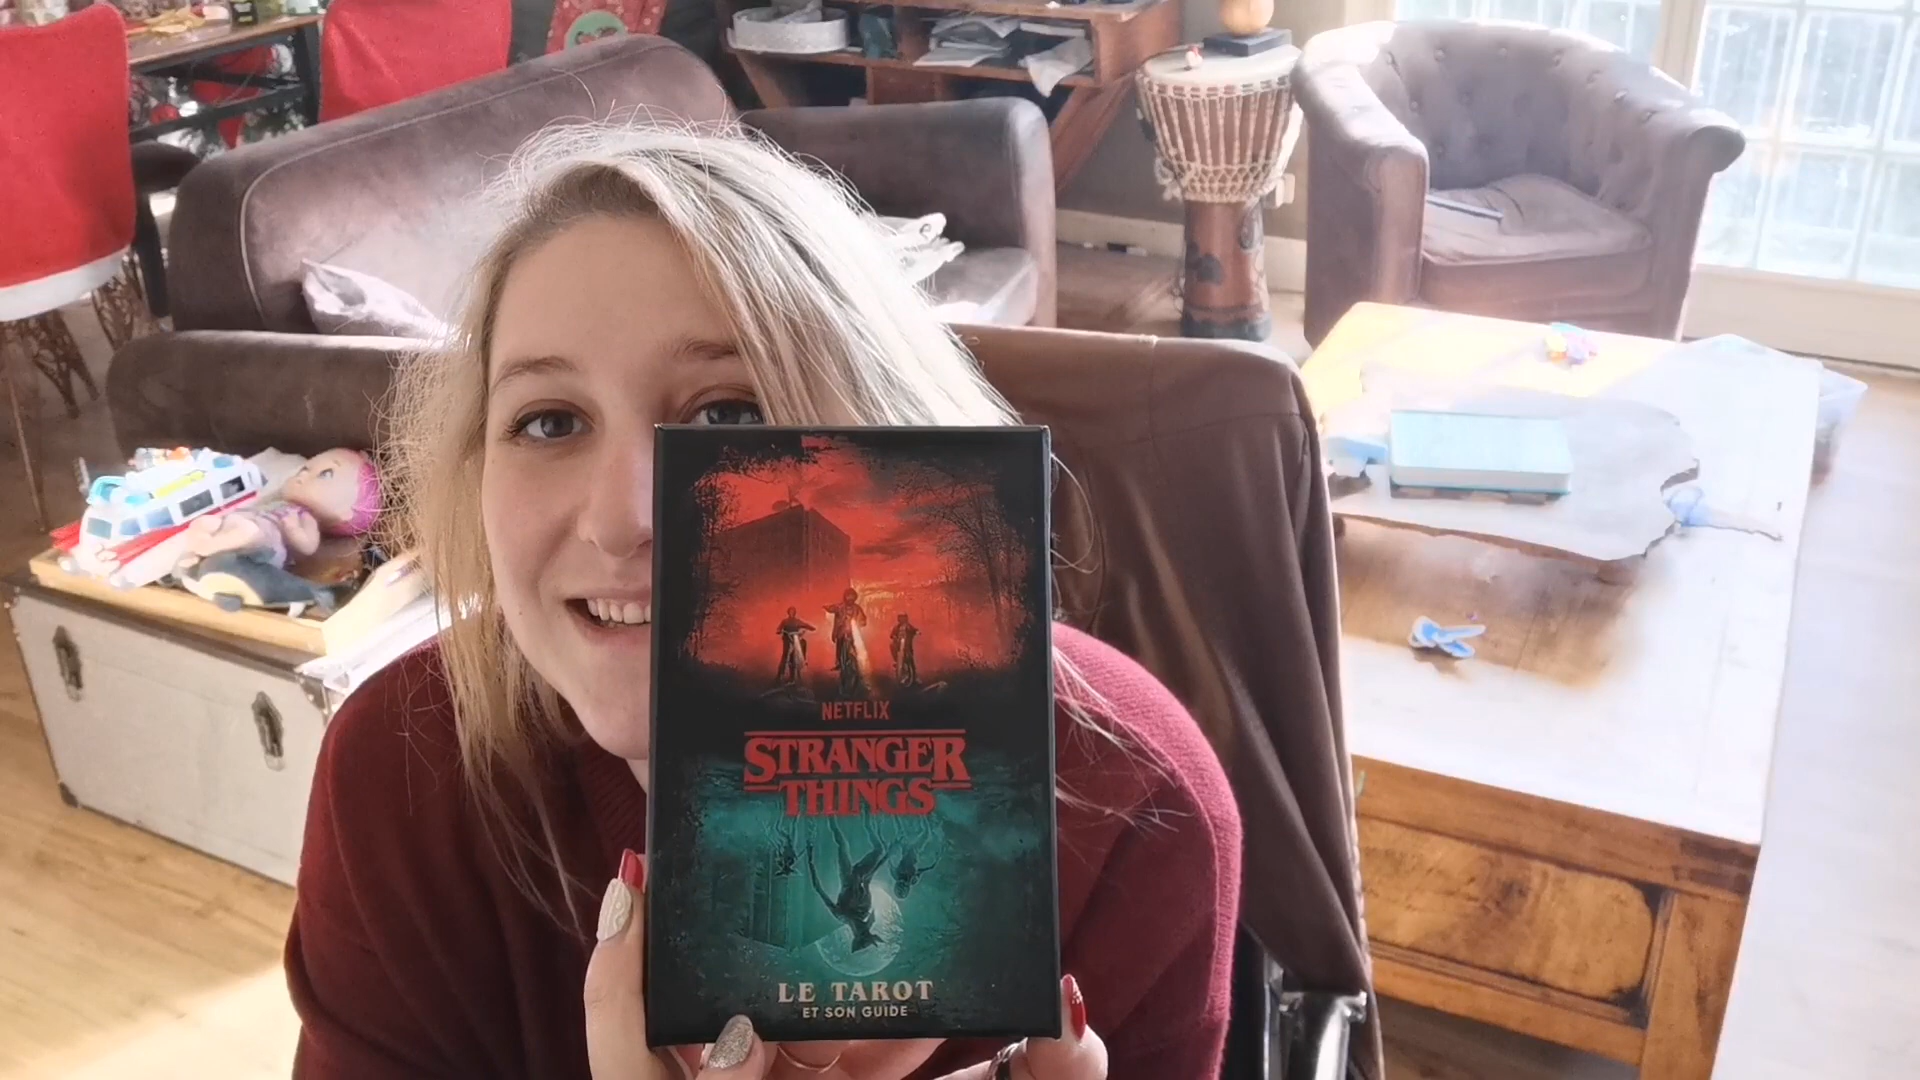 NETFLIX
STRANGER
THINGS
LE TAROT
ET SON GUIDE